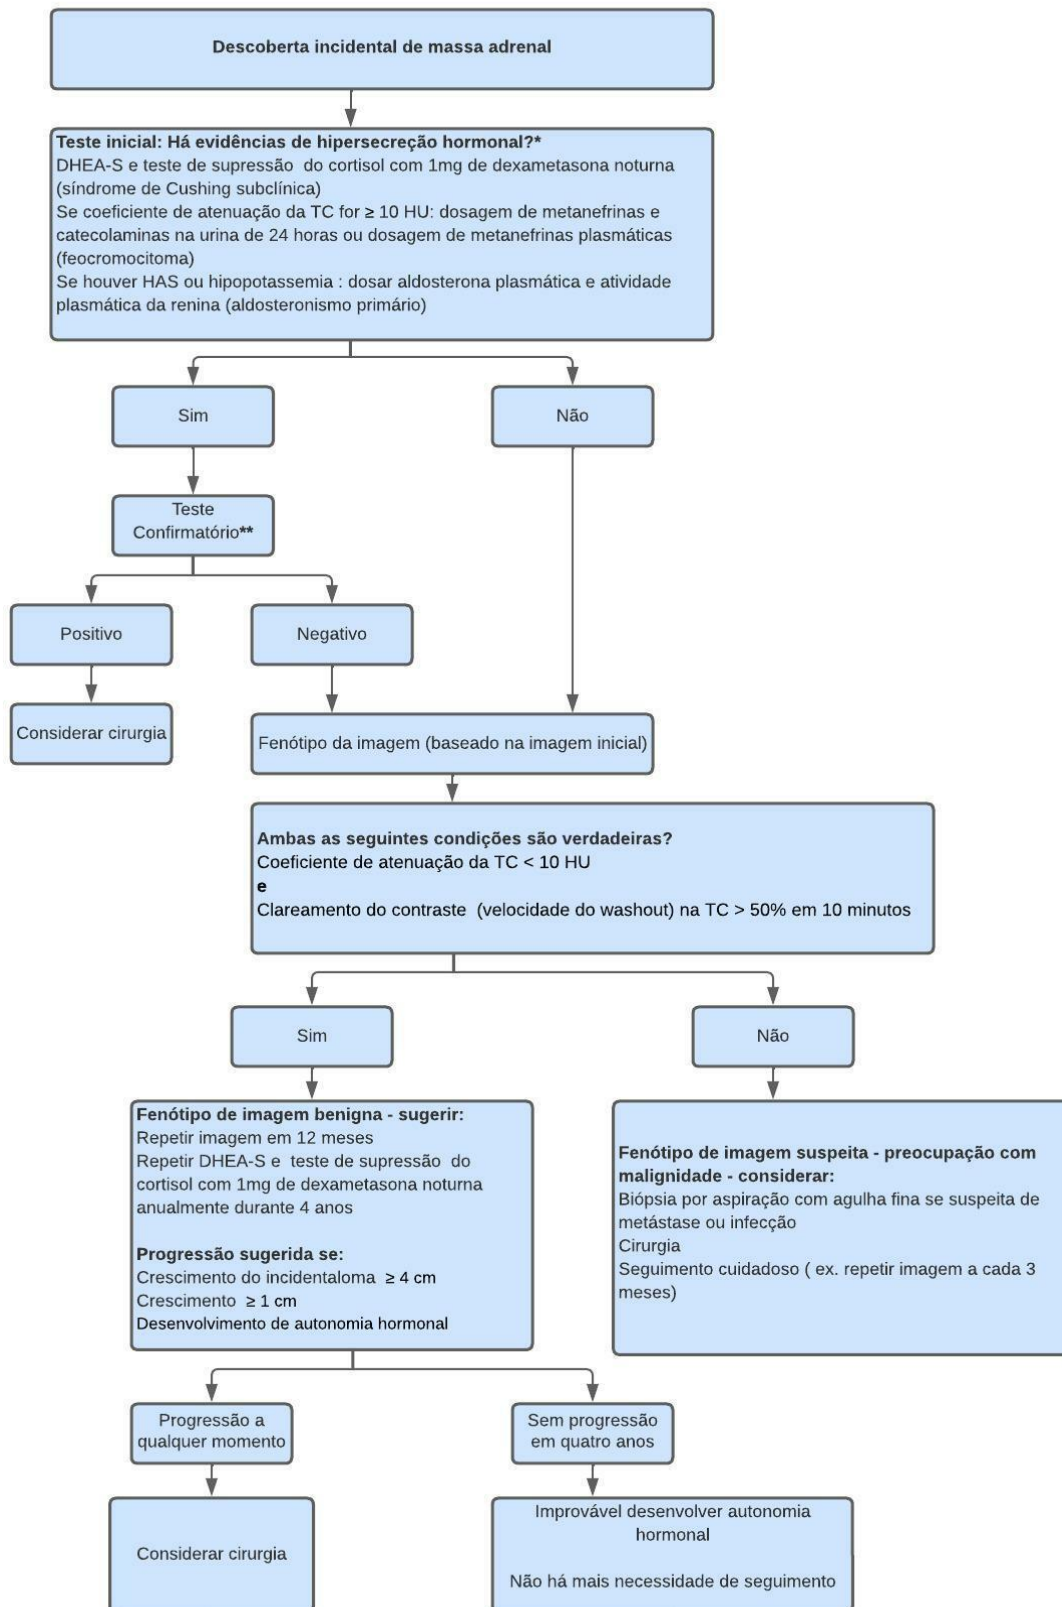 Descoberta incidental de massa adrenal
Teste inicial: Há evidências de hipersecreção hormonal?*
DHEA-S e teste de supressão do cortisol com 1mg de dexametasona noturna
(síndrome de Cushing subclínica)
Se coeficiente de atenuação da TC for ≥ 10 HU: dosagem de metanefrinas e
catecolaminas na urina de 24 horas ou dosagem de metanefrinas plasmáticas
(feocromocitoma)
Se houver HAS ou hipopotassemia : dosar aldosterona plasmática e atividade
plasmática da renina (aldosteronismo primário)
Sim
Não
Teste
Confirmatório**
Positivo
Negativo
Considerar cirurgia
Fenótipo da imagem (baseado na imagem inicial)
Ambas as seguintes condições são verdadeiras?
Coeficiente de atenuação da TC < 10 HU
e
Clareamento do contraste (velocidade do washout) na TC > 50% em 10 minutos
Sim
Não
Fenótipo de imagem benigna - sugerir:
Repetir imagem em 12 meses
Repetir DHEA-S e teste de supressão do
cortisol com 1mg de dexametasona noturna
anualmente durante 4 anos
Progressão sugerida se:
Crescimento do incidentaloma ≥ 4 cm
Crescimento ≥ 1 cm
Desenvolvimento de autonomia hormonal
Fenótipo de imagem suspeita - preocupação com
malignidade - considerar:
Biópsia por aspiração com agulha fina se suspeita de
metástase ou infecção
Cirurgia
Seguimento cuidadoso ( ex. repetir imagem a cada 3
meses)
Progressão a
qualquer momento
Sem progressão
em quatro anos
Considerar cirurgia
Improvável desenvolver autonomia
hormonal
Não há mais necessidade de seguimento